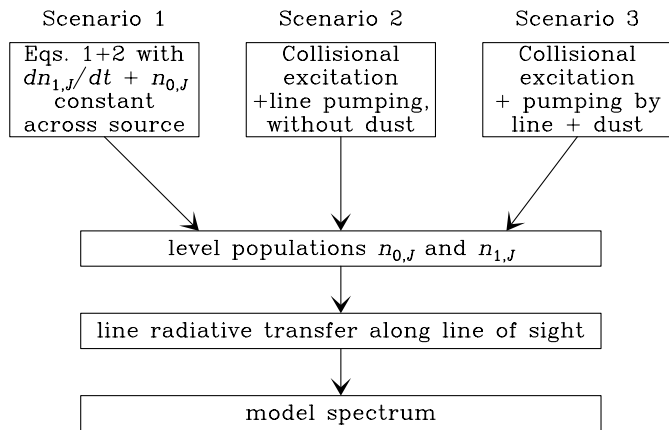 Scenario 1
Scenario 2
Scenario 3
Eqs. 1+2 with
dn1,J/dt + n0,J
constant
across source
Collisional
excitation
+line pumping,
without dust
Collisional
excitation
+ pumping by
line + dust
level populations n0,J and n1,J
line radiative transfer along line of sight
model spectrum